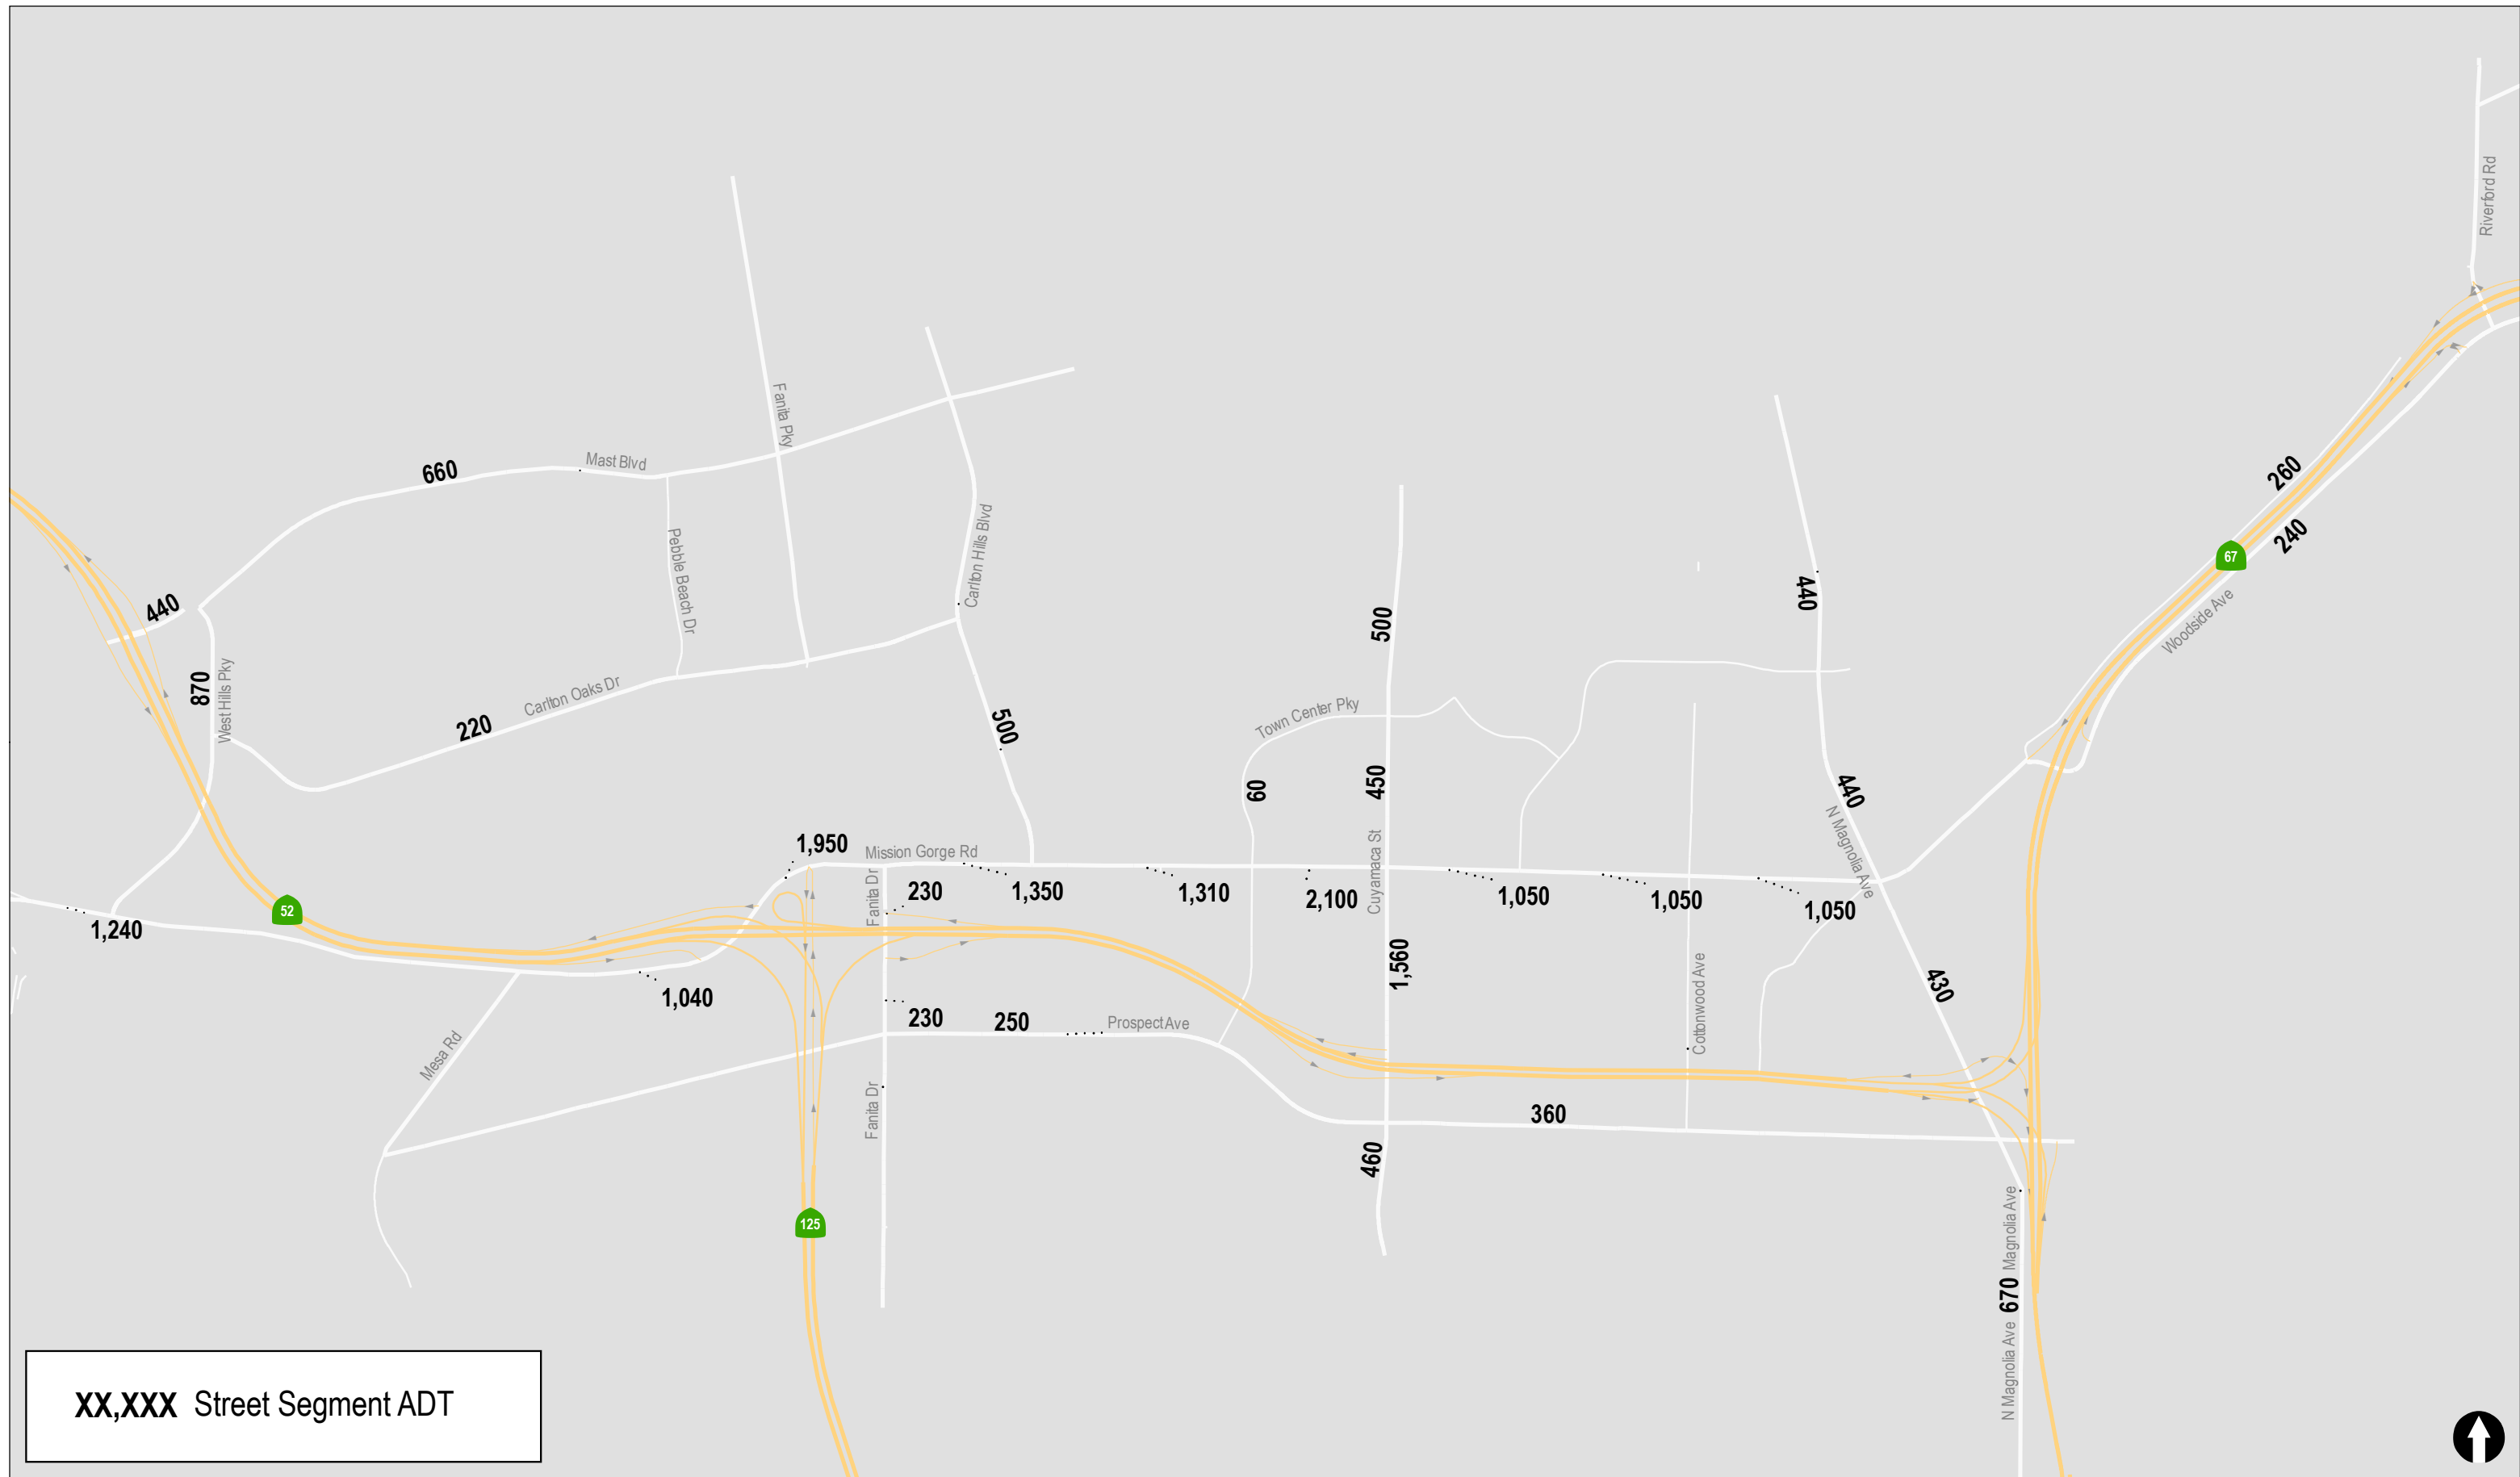 Riverford Rd
Fanita Pky
Mast Blvd
660
260
240
67
Carlton Hills Blvd
Pebble Beach Dr
440
440
Woodside Ave
500
870
West Hills Pky
Carlton Oaks Dr
220
500
Town Center Pky
60
450
440
N Magnolia Ave
1,950
Mission Gorge Rd
Cuyamaca St
Fanita Dr
230
1,350
1,310
2,100
1,050
1,050
1,050
52
1,240
1,560
430
1,040
Cottonwood Ave
230
250
Prospect Ave
Mesa Rd
Fanita Dr
360
460
125
Magnolia Ave
670
N Magnolia Ave
XX,XXX Street Segment ADT